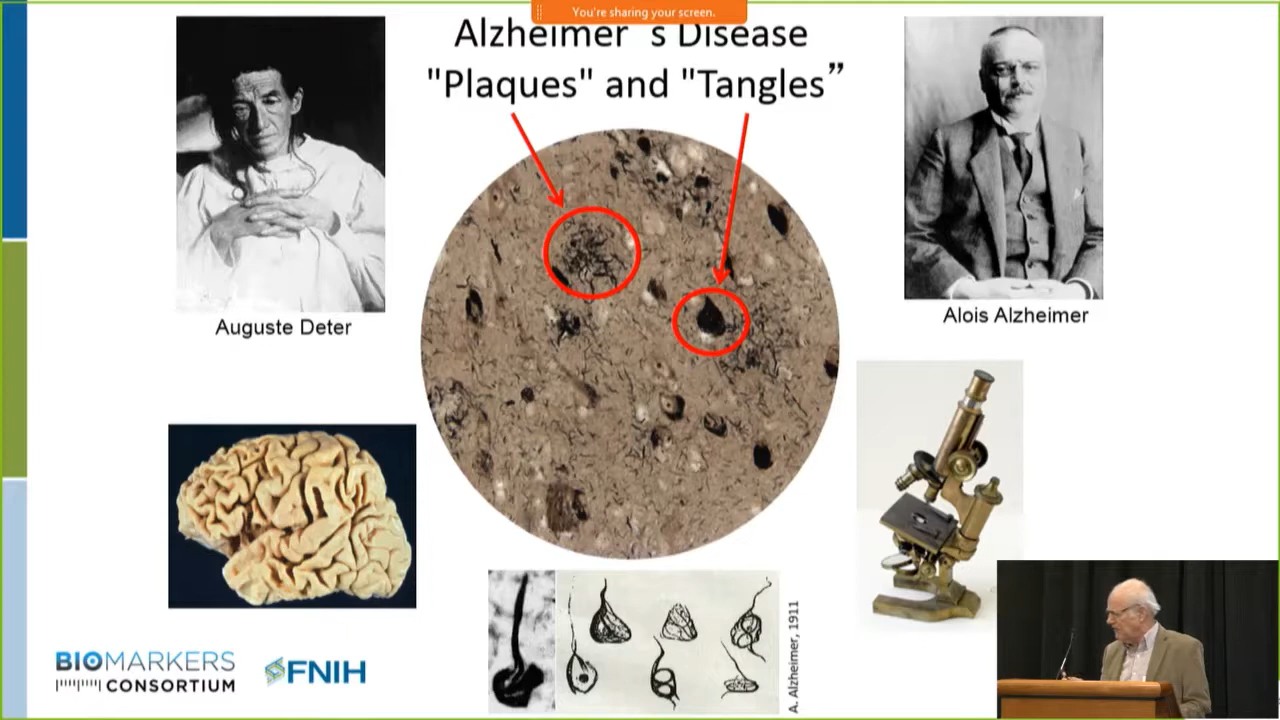 You're sharing your screen.
Alzheimer's Disease
"Plaques" and "Tangles”
Auguste Deter
Alois Alzheimer
A. Alzheimer, 1911
BIOMARKERS
CONSORTIUM
FNIH